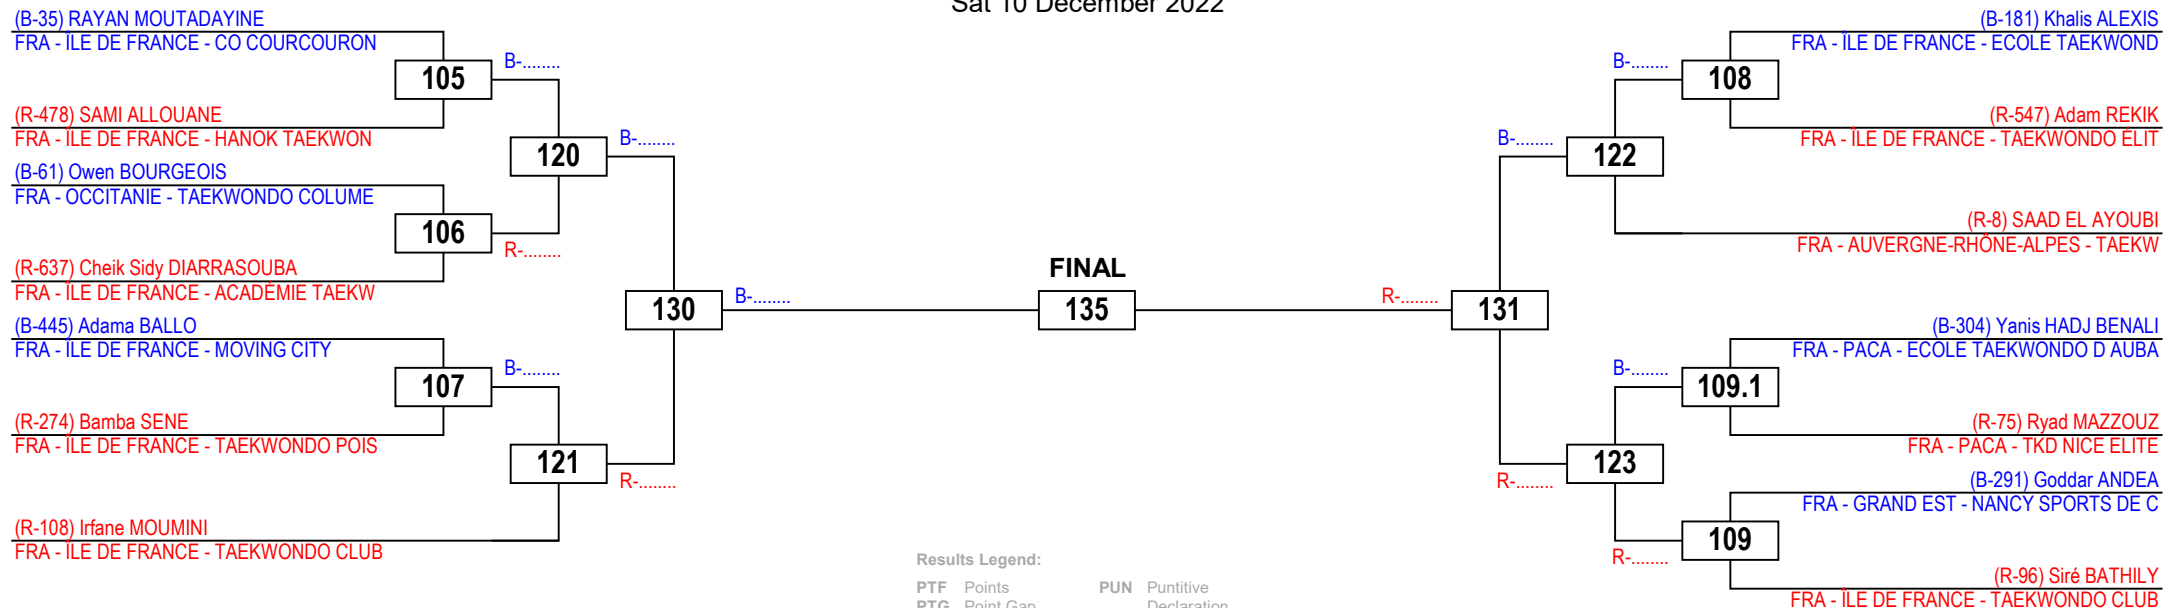 Sat 10 December 2022
(B-35) RAYAN MOUTADAYINE
FRA - ÎLE DE FRANCE - CO COURCOURON
105
(R-478) SAMI ALLOUANE
FRA - ÎLE DE FRANCE - HANOK TAEKWON
B-........
120
(B-61) Owen BOURGEOIS
FRA - OCCITANIE - TAEKWONDO COLUME
106
R-........
(R-637) Cheik Sidy DIARRASOUBA
FRA - ÎLE DE FRANCE - ACADÉMIE TAEKW
B-........
130
B-........
(B-445) Adama BALLO
FRA - ÎLE DE FRANCE - MOVING CITY
107
B-........
(R-274) Bamba SENE
FRA - ÎLE DE FRANCE - TAEKWONDO POIS
121
R-........
(R-108) Irfane MOUMINI
FRA - ÎLE DE FRANCE - TAEKWONDO CLUB
FINAL
135
(B-181) Khalis ALEXIS
FRA - ÎLE DE FRANCE - ECOLE TAEKWOND
B-........
108
(R-547) Adam REKIK
FRA - ÎLE DE FRANCE - TAEKWONDO ÉLIT
B-........
122
(R-8) SAAD EL AYOUBI
FRA - AUVERGNE-RHÔNE-ALPES - TAEKW
R-........
131
(B-304) Yanis HADJ BENALI
FRA - PACA - ECOLE TAEKWONDO D AUBA
B-........
109.1
(R-75) Ryad MAZZOUZ
FRA - PACA - TKD NICE ELITE
123
R-........
(B-291) Goddar ANDEA
FRA - GRAND EST - NANCY SPORTS DE C
109
R-........
(R-96) Siré BATHILY
FRA - ÎLE DE FRANCE - TAEKWONDO CLUB
Results Legend:
PTF Points PUN Puntitive
PTG Point Gap Declaration